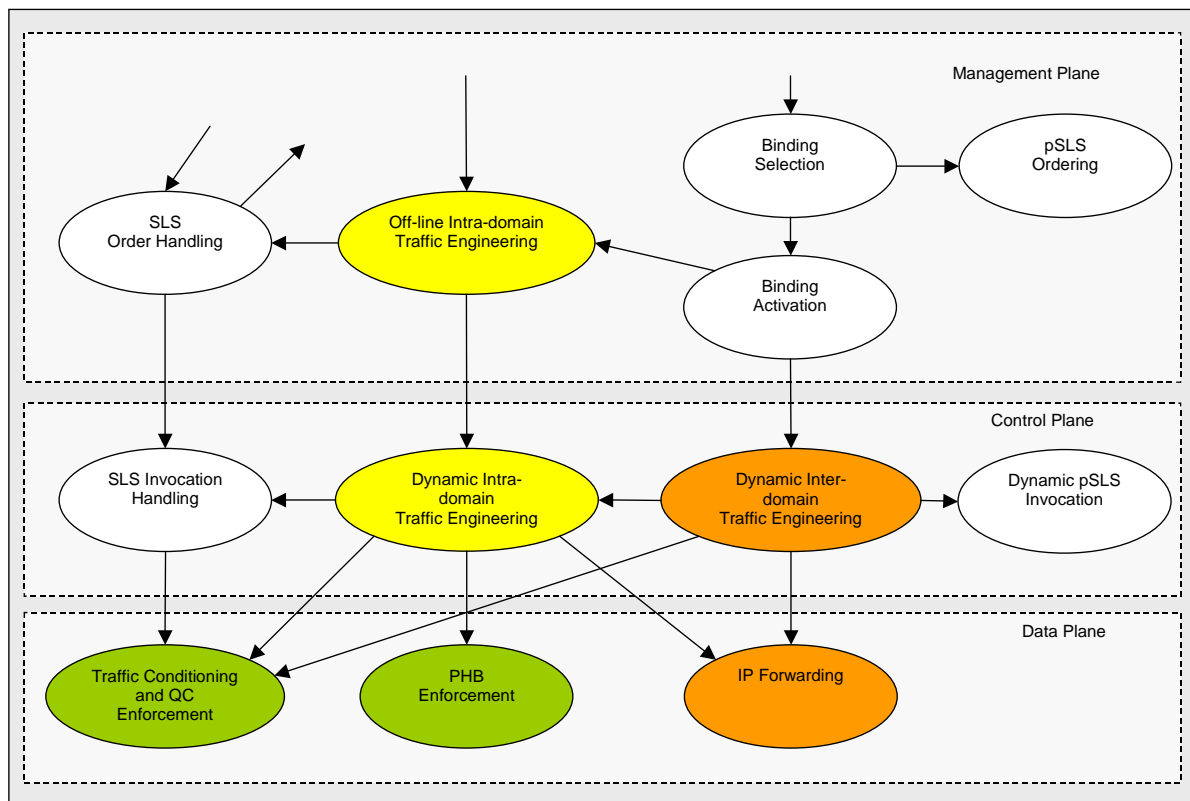 Management Plane
Binding
Selection
pSLS
Ordering
SLS
Order Handling
Off-line Intra-domain
Traffic Engineering
Binding
Activation
Control Plane
SLS Invocation
Handling
Dynamic Intra-
domain
Traffic Engineering
Dynamic Inter-
domain
Traffic Engineering
Dynamic pSLS
Invocation
Data Plane
Traffic Conditioning
and QC
Enforcement
PHB
Enforcement
IP Forwarding